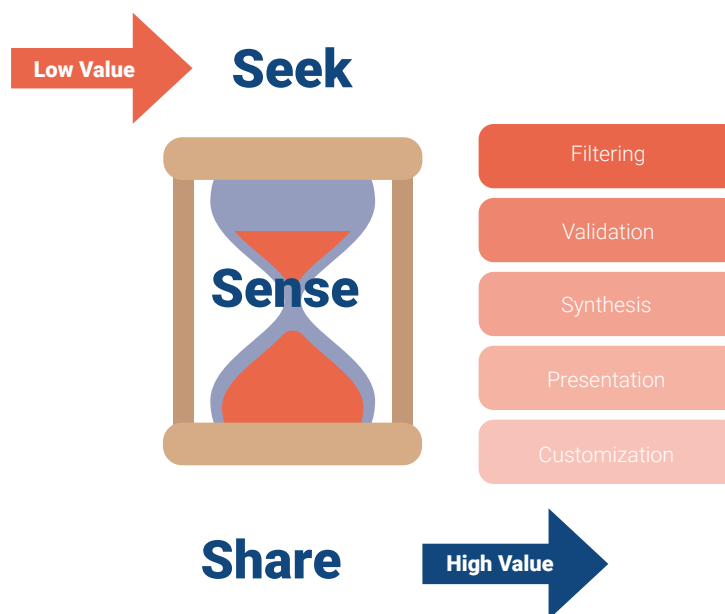 Low Value
Seek
Filtering
Validation
Sense
Synthesis
Presentation
Customization
Share
High Value